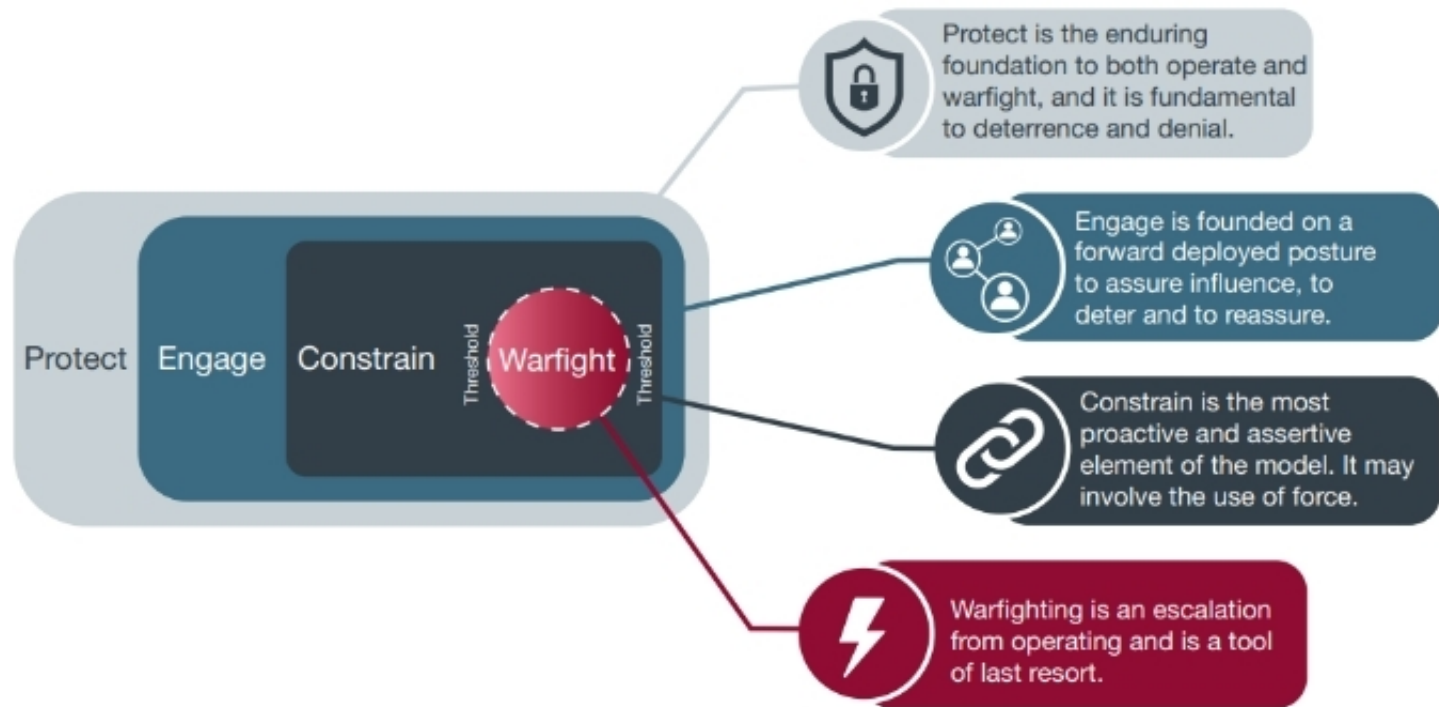 Protect is the enduring
foundation to both operate and
warfight, and it is fundamental
to deterrence and denial.
Engage is founded on a
forward deployed posture
to assure influence, to
deter and to reassure.
Protect
Engage
Constrain
Threshold
Warfight
Threshold
Constrain is the most
proactive and assertive
element of the model. It may
involve the use of force.
Warfighting is an escalation
from operating and is a tool
of last resort.